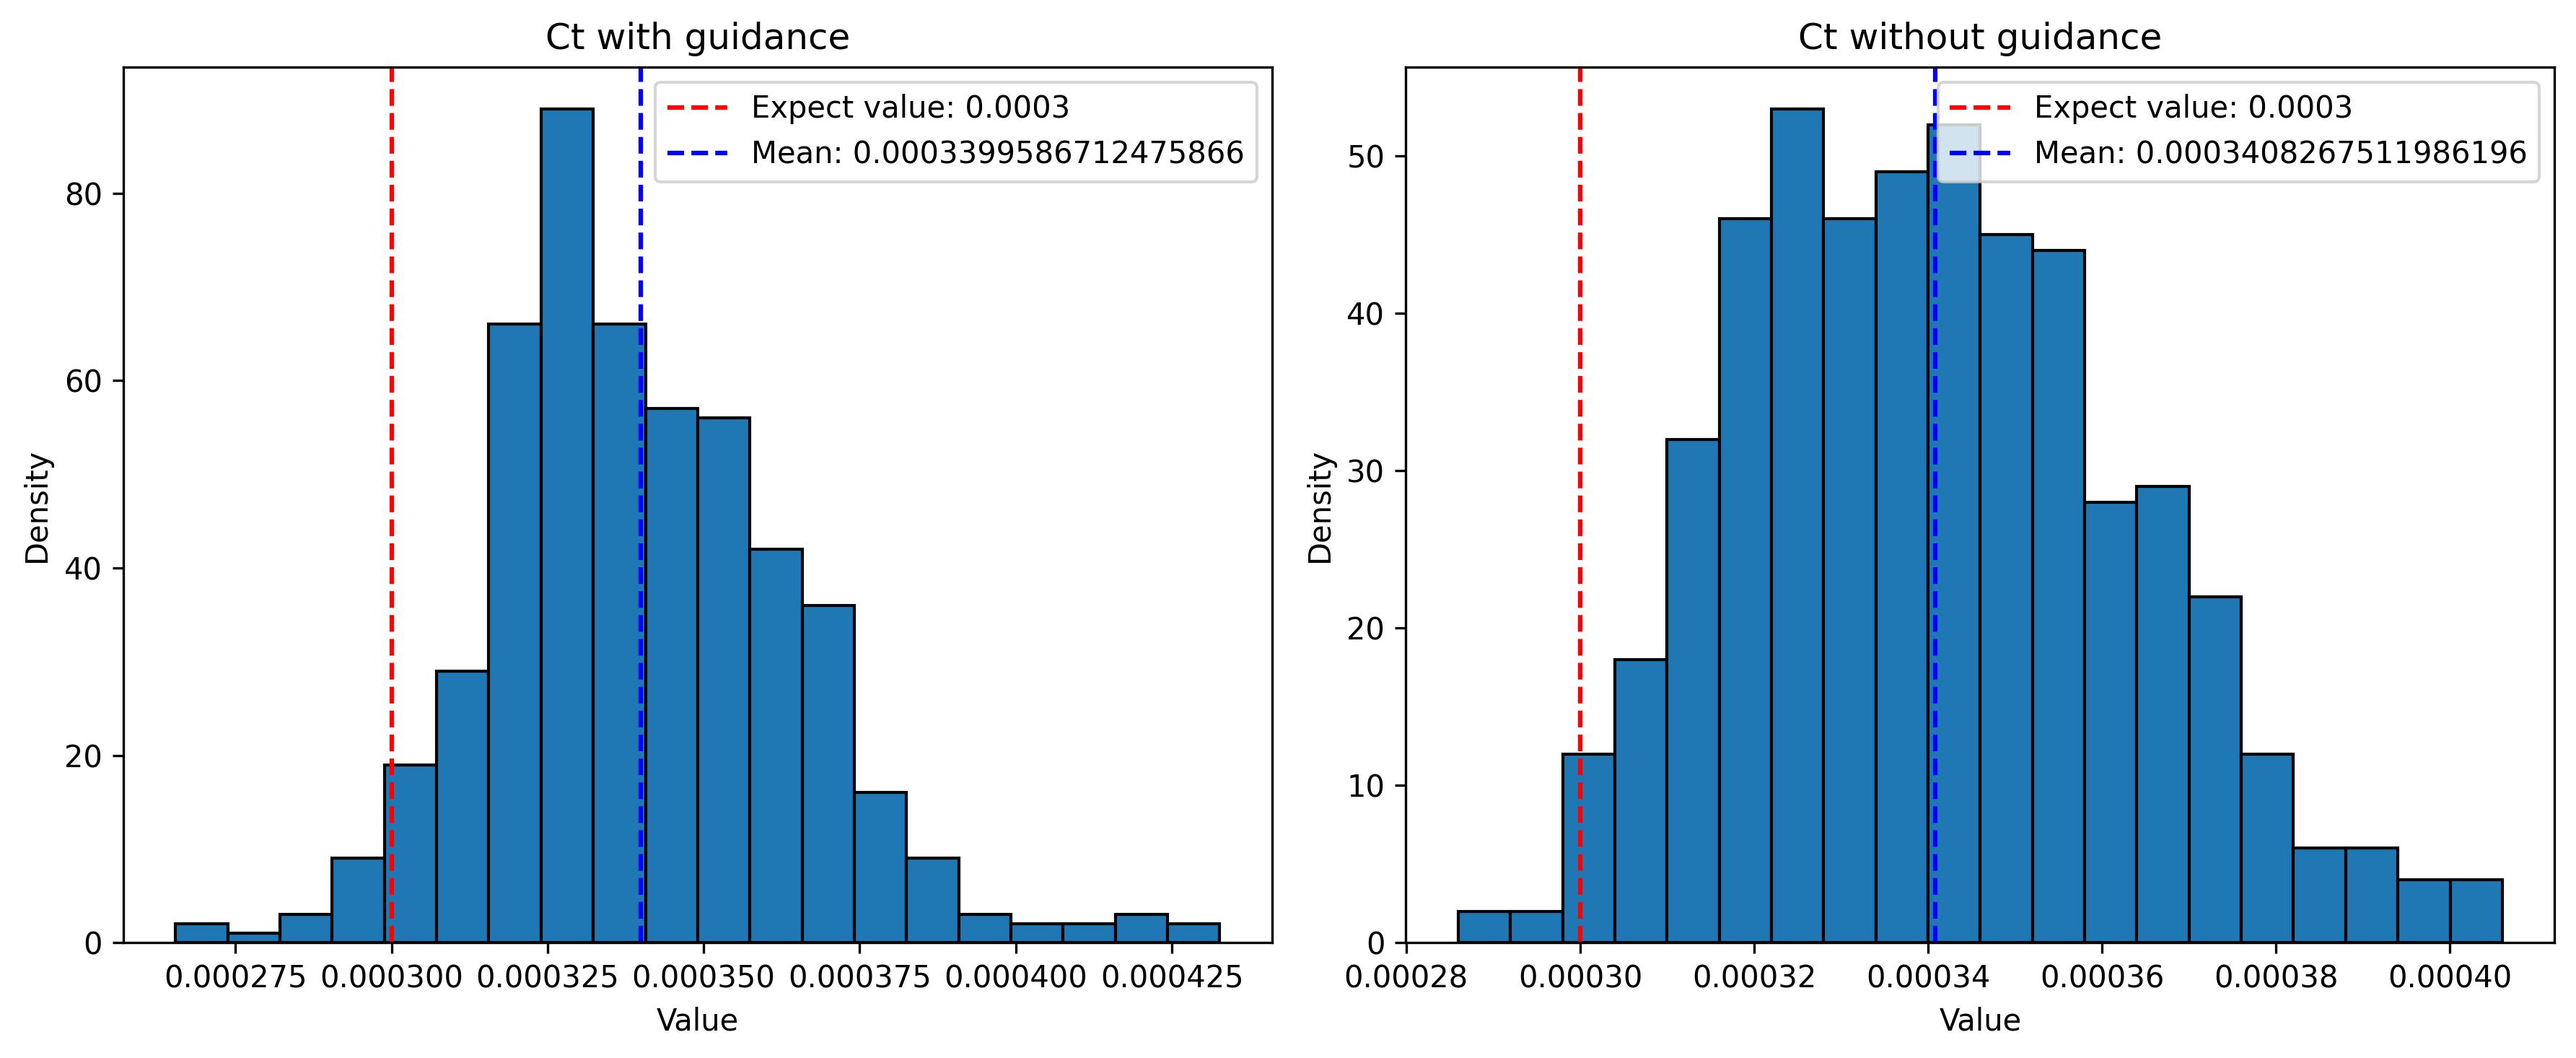 Ct with guidance
Expect value: 0.0003
Mean: 0.0003399586712475866
Density
80
60
40
20
0
0.000275 0.000300 0.000325 0.000350 0.000375 0.000400 0.000425
Value
Ct without guidance
Expect value: 0.0003
Mean: 0.0003408267511986196
Density
50
40
30
20
10
0
0.00028 0.00030 0.00032 0.00034 0.00036 0.00038 0.00040
Value